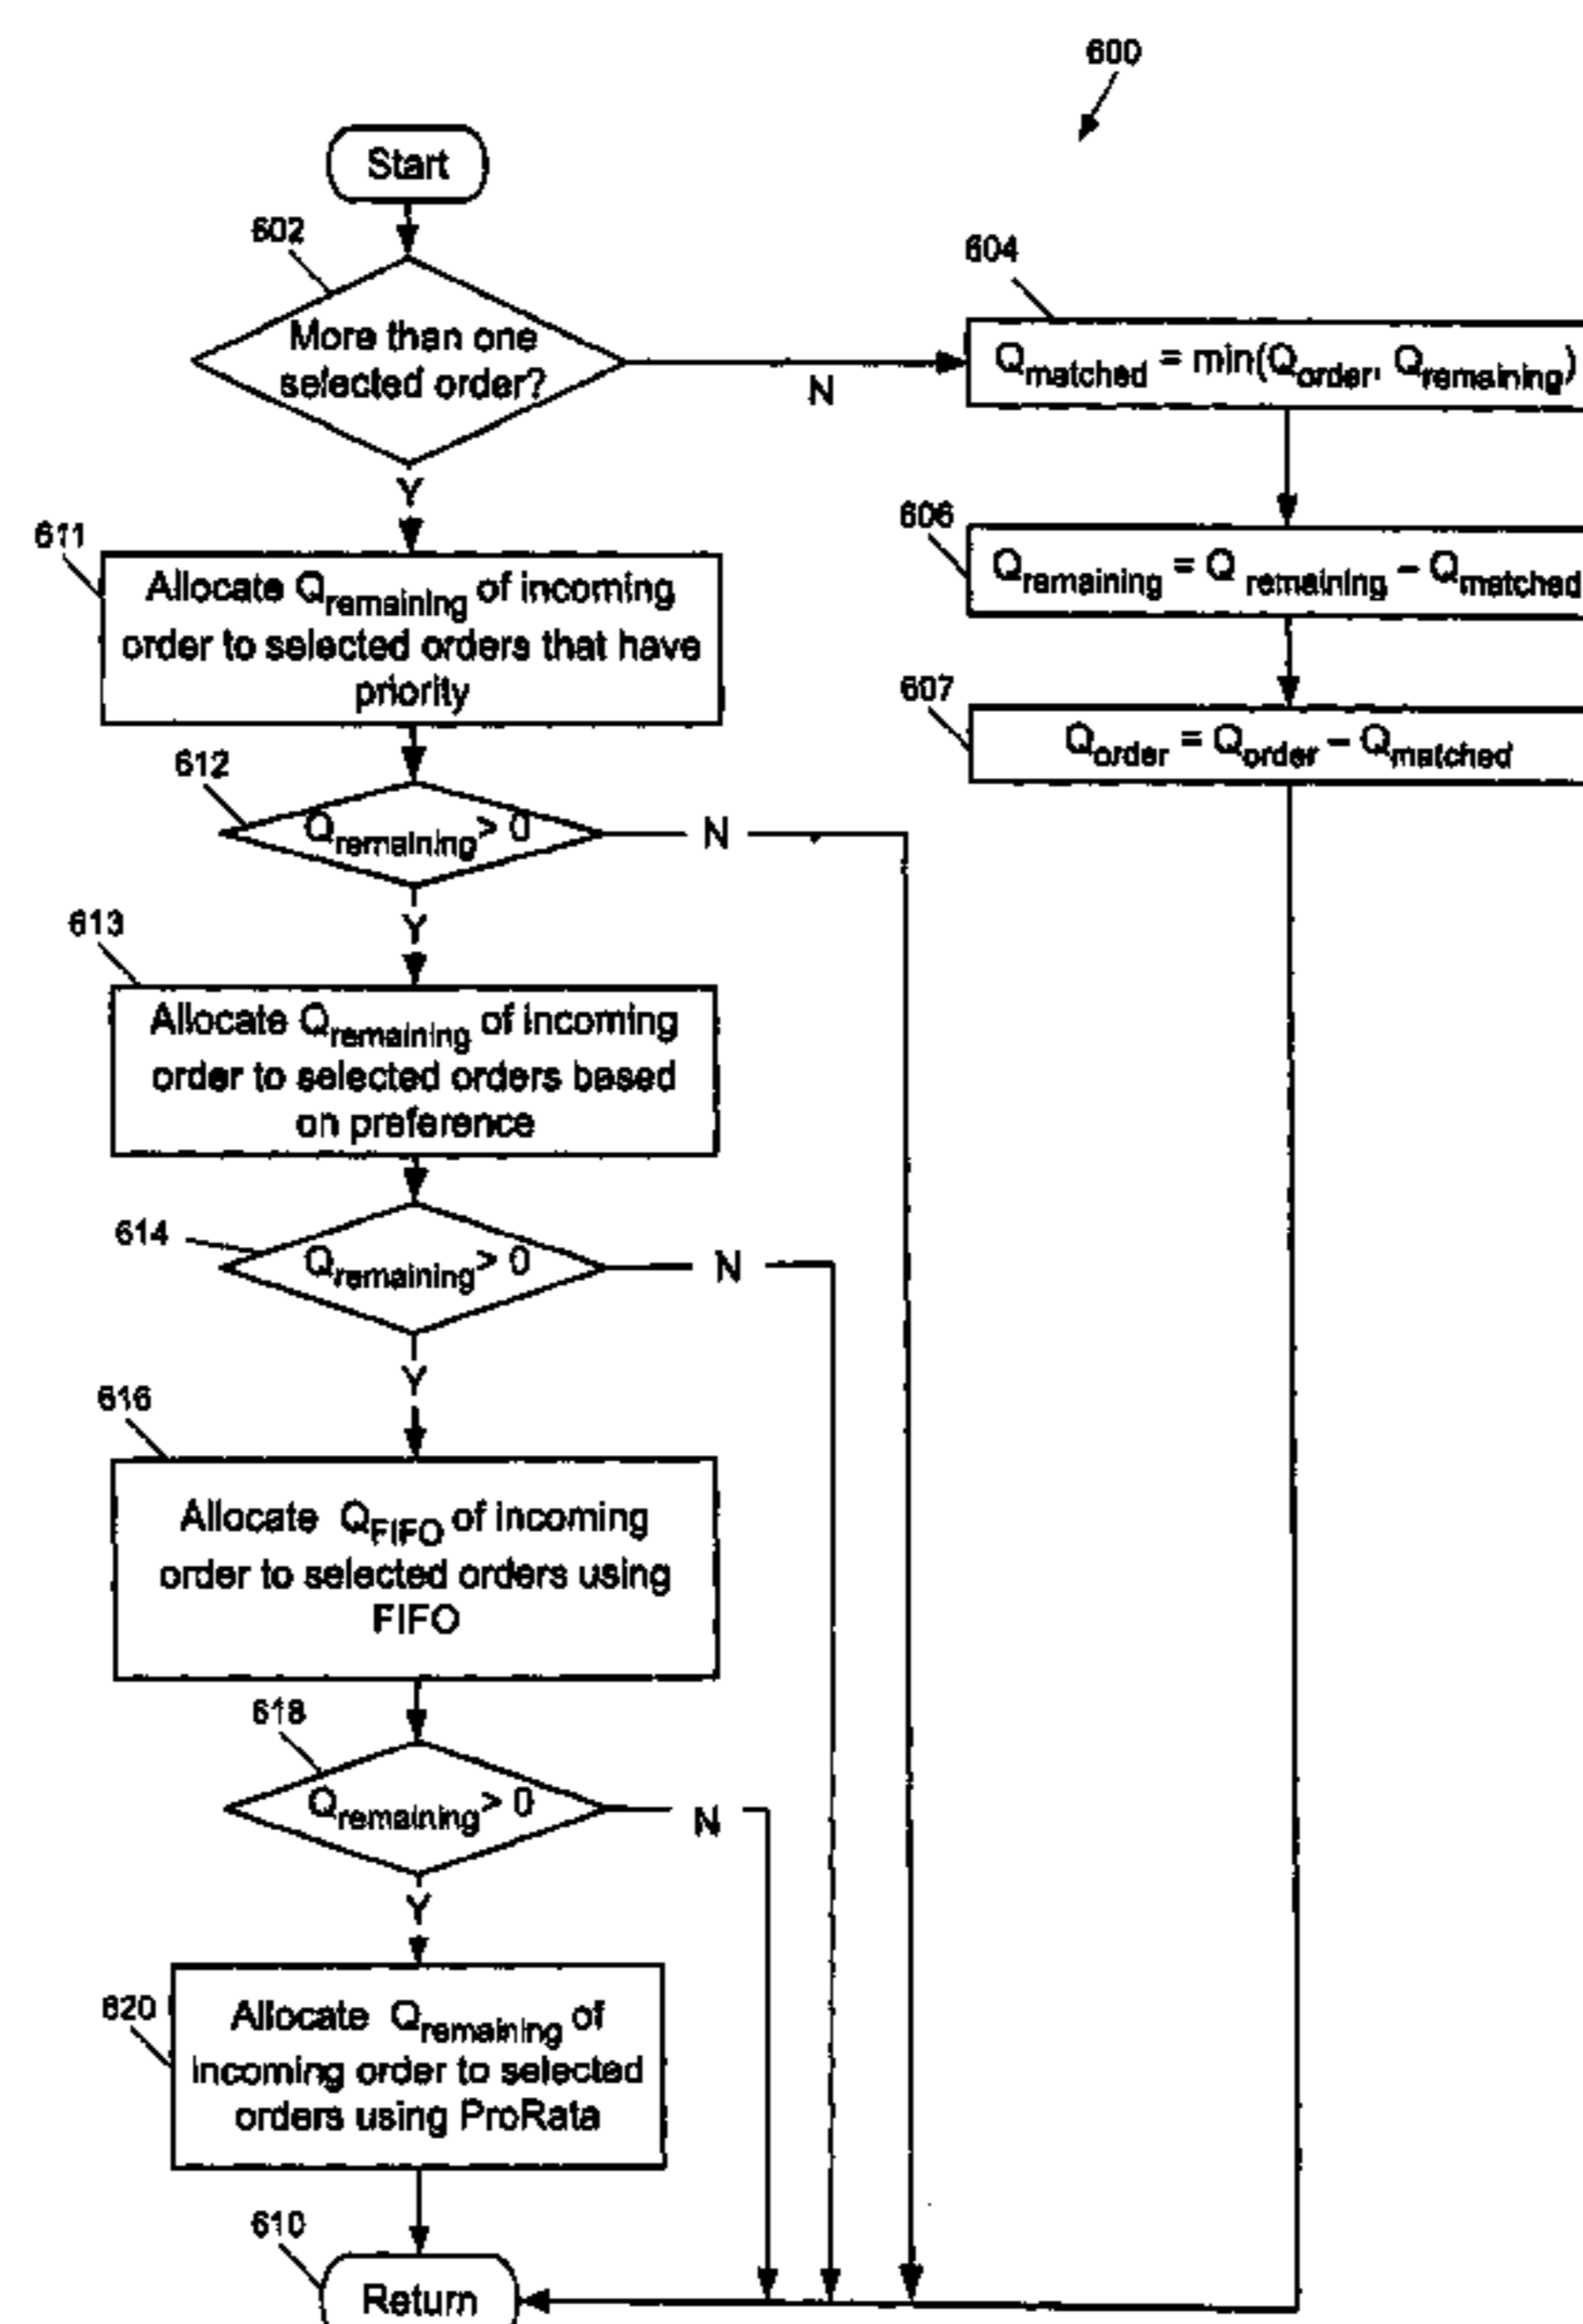 600
Start
602
More than one
selected order?
N
604
Qmatched = min(Qorder, Qremaining)
Y
606
Qremaining = Q remaining – Qmatched
611
Allocate Qremaining of incoming
order to selected orders that have
priority
607
Qorder = Qorder – Qmatched
612
Qremaining > 0
N
Y
613
Allocate Qremaining of incoming
order to selected orders based
on preference
614
Qremaining > 0
N
Y
616
Allocate QFIFO of incoming
order to selected orders using
FIFO
618
Qremaining > 0
N
Y
620
Allocate Qremaining of
incoming order to selected
orders using ProRata
610
Return